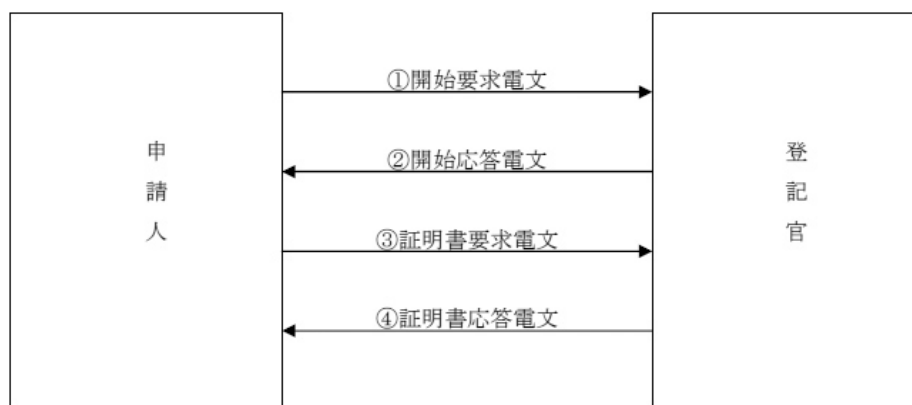 申請人
①開始要求電文
②開始応答電文
③証明書要求電文
④証明書応答電文
登記官